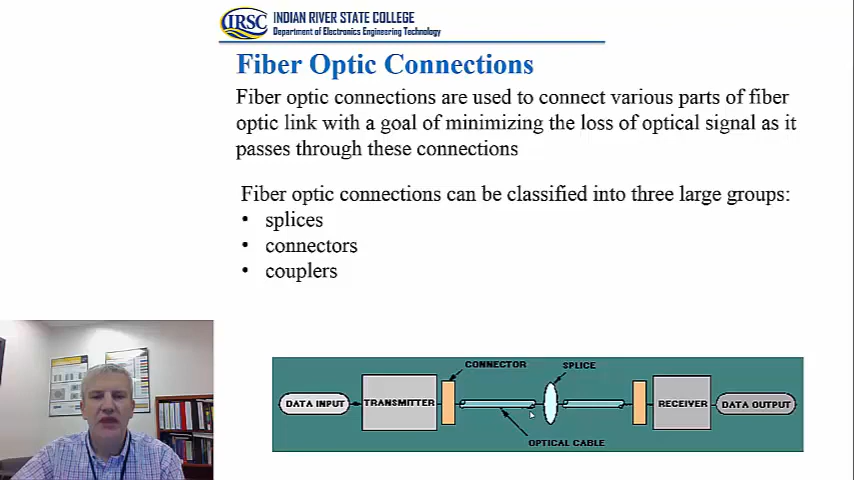 IRSC INDIAN RIVER STATE COLLEGE
Department of Electronics Engineering Technology
Fiber Optic Connections
Fiber optic connections are used to connect various parts of fiber
optic link with a goal of minimizing the loss of optical signal as it
passes through these connections
Fiber optic connections can be classified into three large groups:
• splices
• connectors
• couplers
CONNECTOR
SPLICE
DATA INPUT
TRANSMITTER
RECEIVER
DATA OUTPUT
OPTICAL CABLE